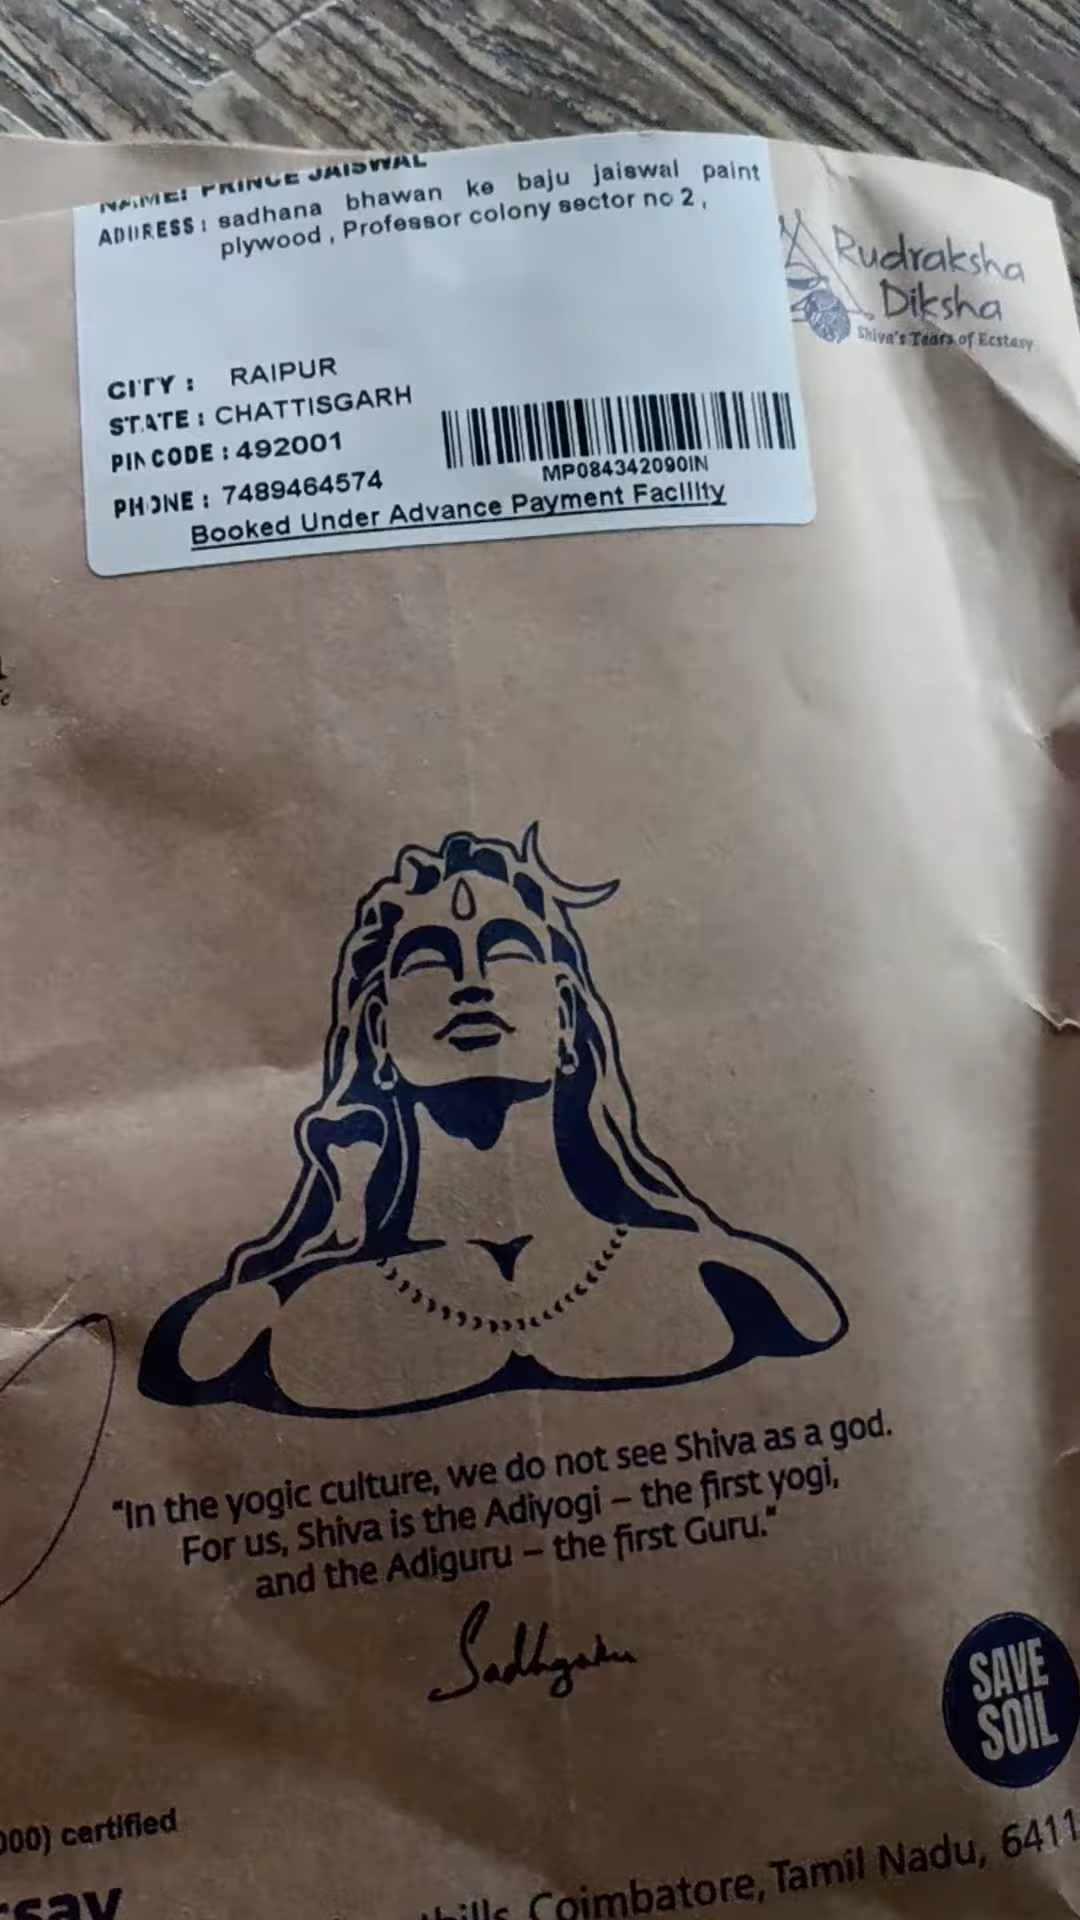 NAME: PRINCE JAISWAL
ADDRESS : sadhana bhawan ke baju jaiswal paint
plywood , Professor colony sector no 2 ,
Rudraksha
Diksha
Shiva's Tears of Ecstasy
CITY : RAIPUR
STATE : CHATTISGARH
PINCODE : 492001
PHONE : 7489464574
MP084342090IN
Booked Under Advance Payment Facility
"In the yogic culture, we do not see Shiva as a god.
For us, Shiva is the Adiyogi – the first yogi,
and the Adiguru – the first Guru."
Sadhguru
SAVE
SOIL
000) certified
hills, Coimbatore, Tamil Nadu, 6411